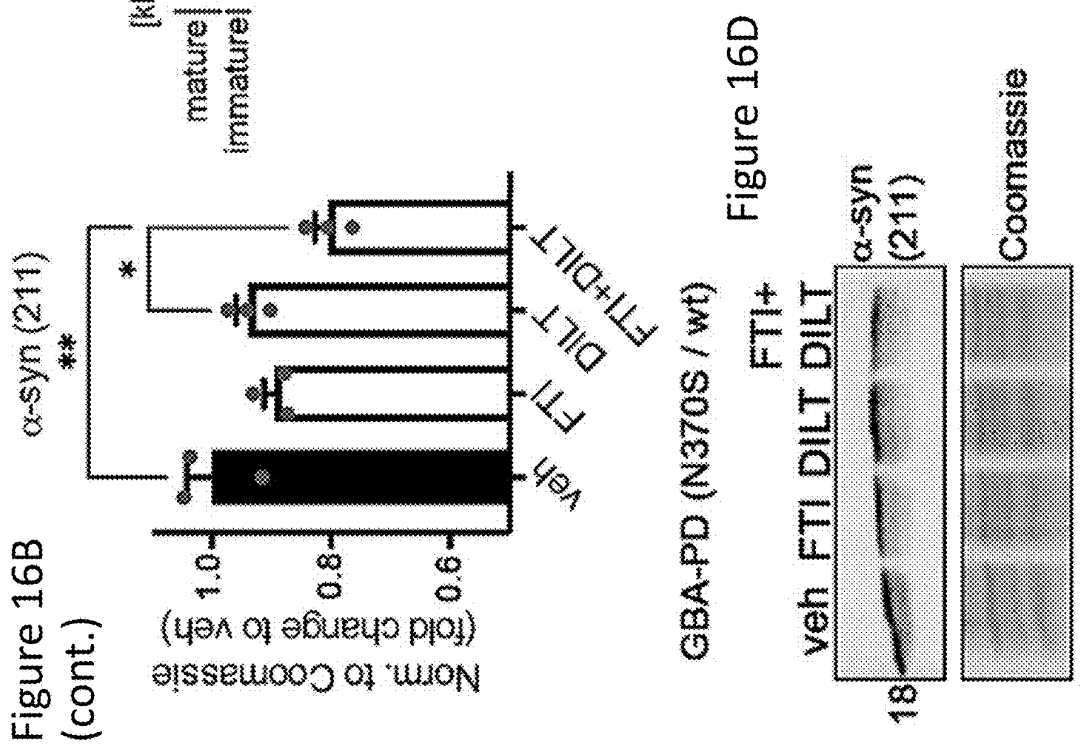 Figure 16B
(cont.)
α-syn (211)
**
*
Norm. to Coomassie
(fold change to veh)
1.0
0.8
0.6
veh
FTI
DILT
FTI+DILT
mature
immature
Figure 16D
GBA-PD (N370S / wt)
FTI+
veh FTI DILT DILT
18
α-syn
(211)
Coomassie